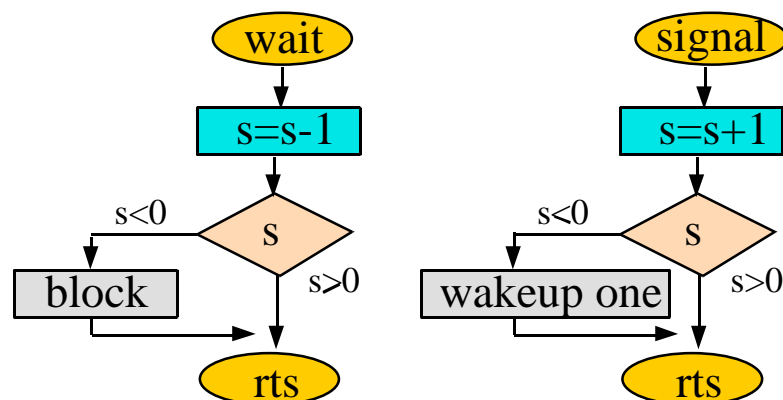 wait
s=s-1
s<0
s
block
s≥0
rts
signal
s=s+1
s≤0
s
wakeup one
s>0
rts